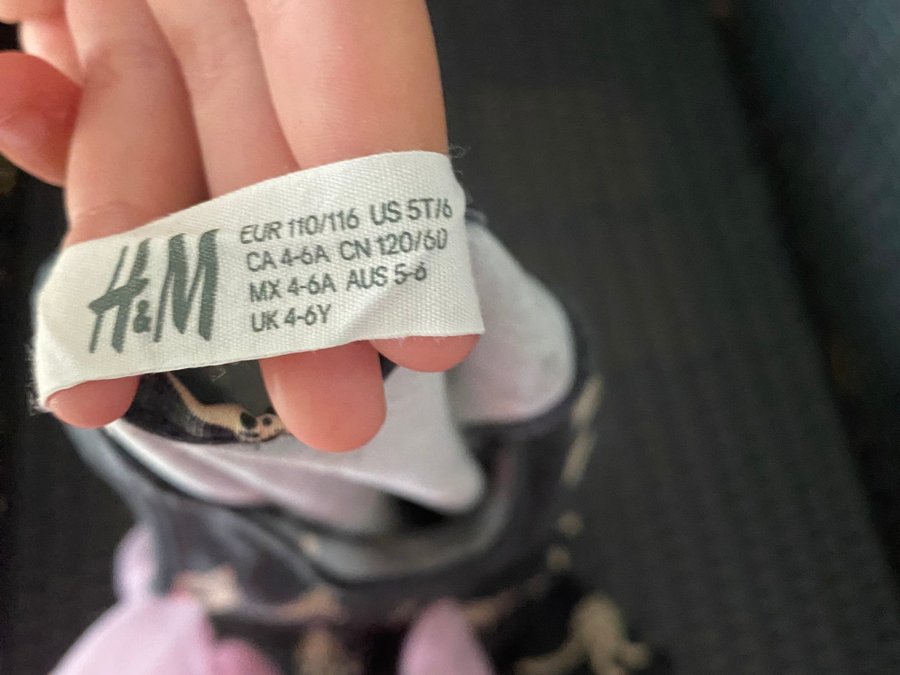 H&M
EUR 110/116 US 5T/6
CA 4-6A CN 120/60
MX 4-6A AUS 5-6
UK 4-6Y